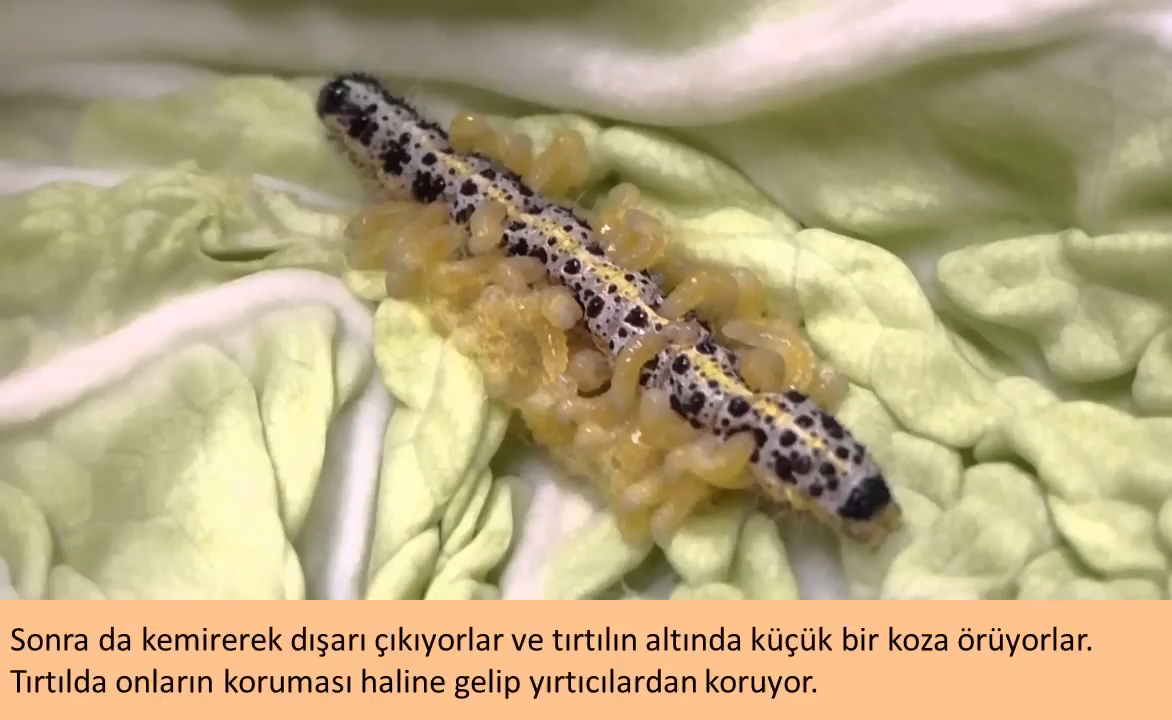 Sonra da kemirerek dışarı çıkıyorlar ve tırtılın altında küçük bir koza örüyorlar.
Tırtılda onların koruması haline gelip yırtıcılardan koruyor.